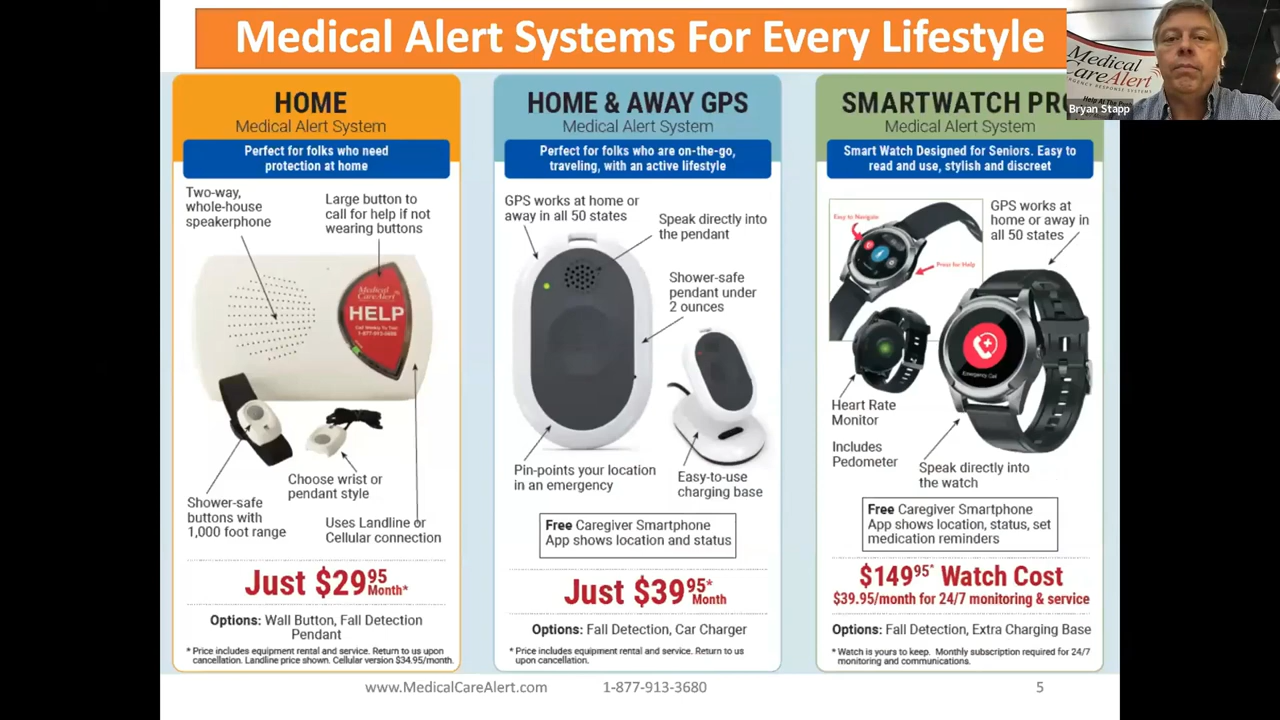 Medical Alert Systems For Every Lifestyle
Medical
CareAlert
EMERGENCY RESPONSE SYSTEMS
Bryan Stapp
HOME
Medical Alert System
Perfect for folks who need
protection at home
Two-way,
whole-house
speakerphone
Large button to
call for help if not
wearing buttons
Medical
CareAlert
HELP
Call Weekly To Test
1-877-913-3680
Choose wrist or
pendant style
Shower-safe
buttons with
1,000 foot range
Uses Landline or
Cellular connection
Just $29.95
Month*
Options: Wall Button, Fall Detection
Pendant
* Price includes equipment rental and service. Return to us upon
cancellation. Landline price shown. Cellular version $34.95/month.
HOME & AWAY GPS
Medical Alert System
Perfect for folks who are on-the-go,
traveling, with an active lifestyle
GPS works at home or
away in all 50 states
Speak directly into
the pendant
Shower-safe
pendant under
2 ounces
Pin-points your location
in an emergency
Easy-to-use
charging base
Free Caregiver Smartphone
App shows location and status
Just $39.95*
Month
Options: Fall Detection, Car Charger
* Price includes equipment rental and service. Return to us
upon cancellation.
SMARTWATCH PRO
Medical Alert System
Smart Watch Designed for Seniors. Easy to
read and use, stylish and discreet
Easy to Navigate
Press for Help
GPS works at
home or away in
all 50 states
Emergency Call
Heart Rate
Monitor
Includes
Pedometer
Speak directly into
the watch
Free Caregiver Smartphone
App shows location, status, set
medication reminders
$149.95* Watch Cost
$39.95/month for 24/7 monitoring & service
Options: Fall Detection, Extra Charging Base
* Watch is yours to keep. Monthly subscription required for 24/7
monitoring and communications.
www.MedicalCareAlert.com 1-877-913-3680 5